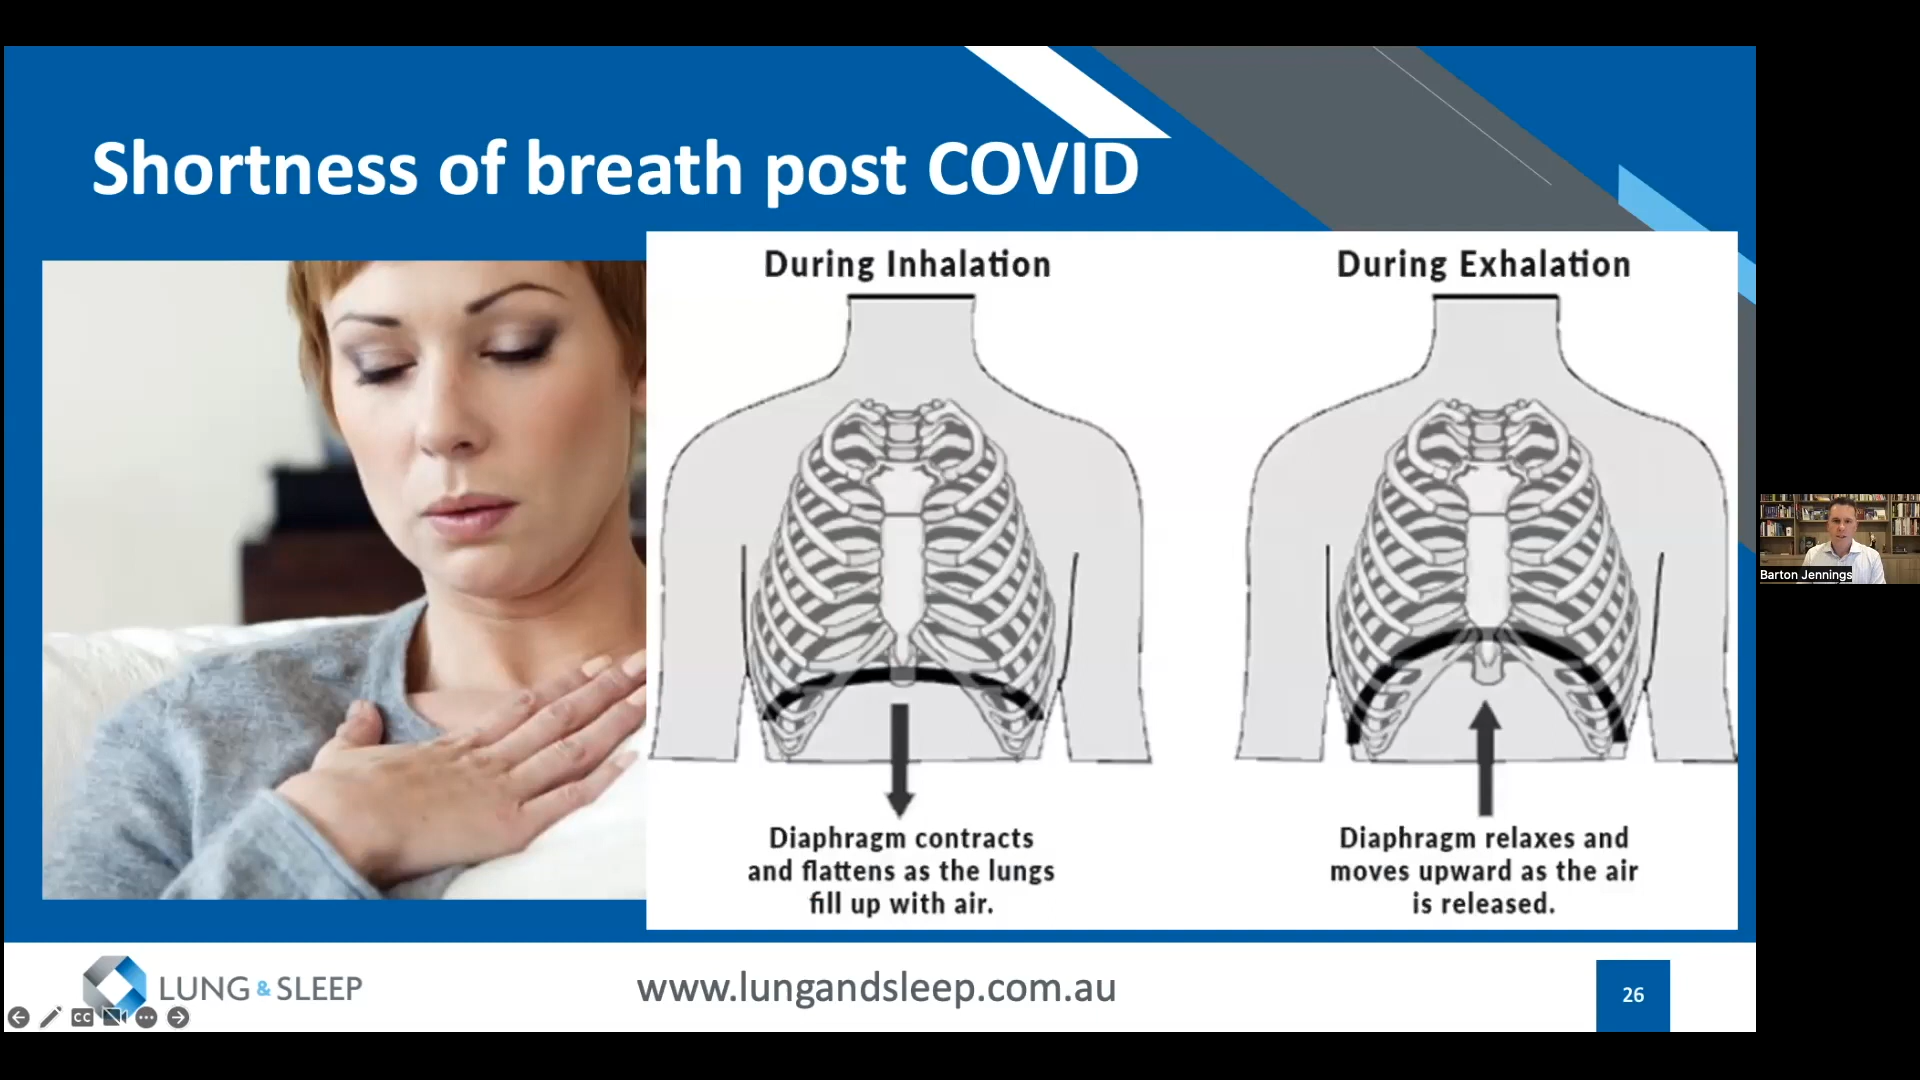 Shortness of breath post COVID
During Inhalation
Diaphragm contracts
and flattens as the lungs
fill up with air.
During Exhalation
Diaphragm relaxes and
moves upward as the air
is released.
Barton Jennings
LUNG & SLEEP
www.lungandsleep.com.au
26
CC